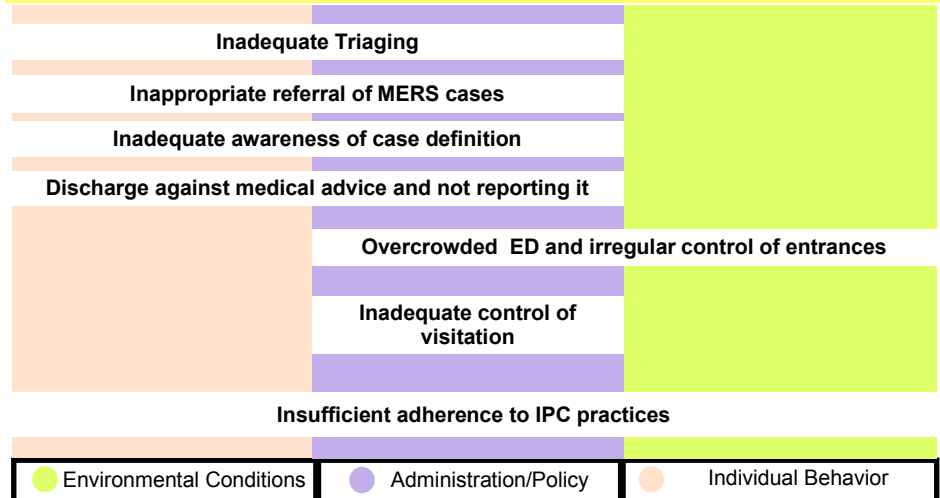 Inadequate Triaging
Inappropriate referral of MERS cases
Inadequate awareness of case definition
Discharge against medical advice and not reporting it
Overcrowded ED and irregular control of entrances
Inadequate control of
visitation
Insufficient adherence to IPC practices
Environmental Conditions
Administration/Policy
Individual Behavior